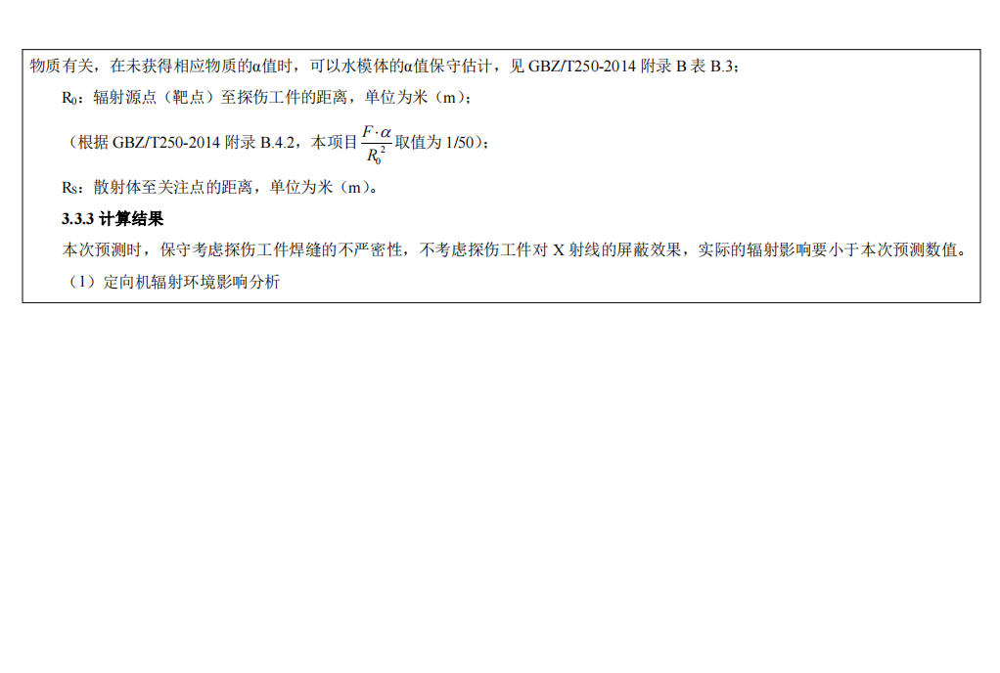 物质有关，在未获得相应物质的α值时，可以水模体的α值保守估计，见 GBZ/T250-2014 附录 B 表 B.3；
R₀：辐射源点（靶点）至探伤工件的距离，单位为米（m）；
（根据 GBZ/T250-2014 附录 B.4.2，本项目 F·α/R₀² 取值为 1/50）；
Rs：散射体至关注点的距离，单位为米（m）。
3.3.3 计算结果
本次预测时，保守考虑探伤工件焊缝的不严密性，不考虑探伤工件对 X 射线的屏蔽效果，实际的辐射影响要小于本次预测数值。
（1）定向机辐射环境影响分析